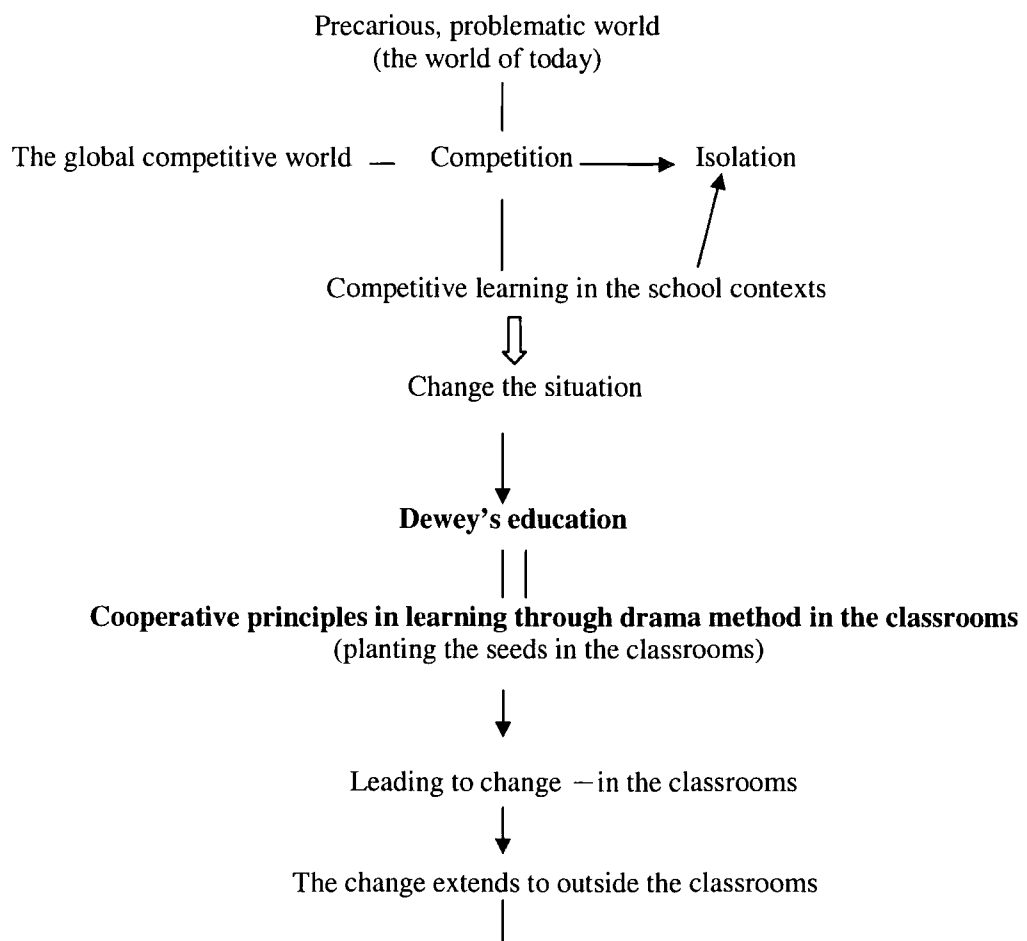 Precarious, problematic world
(the world of today)
The global competitive world — Competition Isolation
Competitive learning in the school contexts
Change the situation
Dewey's education
Cooperative principles in learning through drama method in the classrooms
(planting the seeds in the classrooms)
Leading to change — in the classrooms
The change extends to outside the classrooms